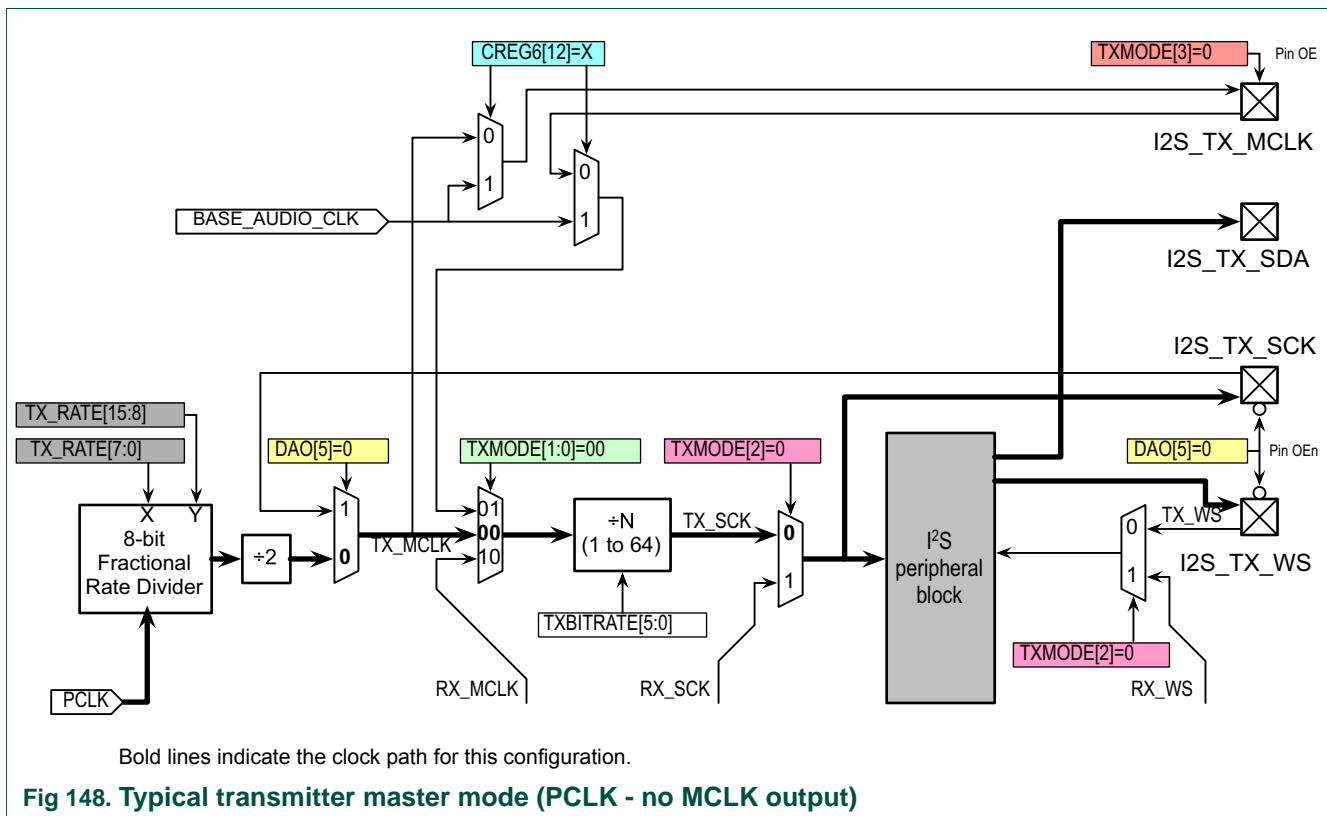 CREG6[12]=X
TXMODE[3]=0
Pin OE
0
1
I2S_TX_MCLK
0
1
BASE_AUDIO_CLK
I2S_TX_SDA
I2S_TX_SCK
TX_RATE[15:8]
TX_RATE[7:0]
DAO[5]=0
TXMODE[1:0]=00
TXMODE[2]=0
DAO[5]=0
Pin OEn
X Y
8-bit
Fractional
Rate Divider
÷2
1
0
TX_MCLK
01
00
10
÷N
(1 to 64)
TX_SCK
0
1
I²S
peripheral
block
0
1
TX_WS
I2S_TX_WS
TXBITRATE[5:0]
TXMODE[2]=0
PCLK
RX_MCLK
RX_SCK
RX_WS
Bold lines indicate the clock path for this configuration.
Fig 148. Typical transmitter master mode (PCLK - no MCLK output)